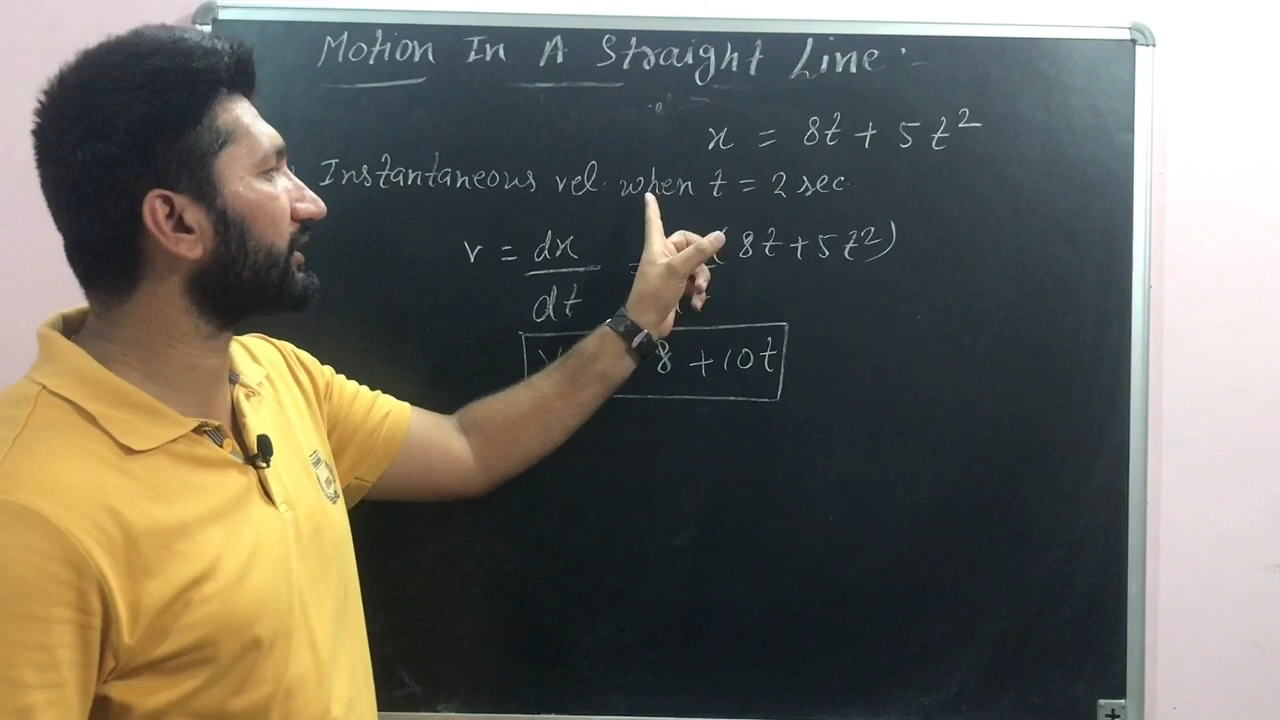 Motion In A Straight Line :-
x = 8t + 5t²
Instantaneous vel. when t = 2 sec.
v = dx/dt = (8t + 5t²)
8 + 10t